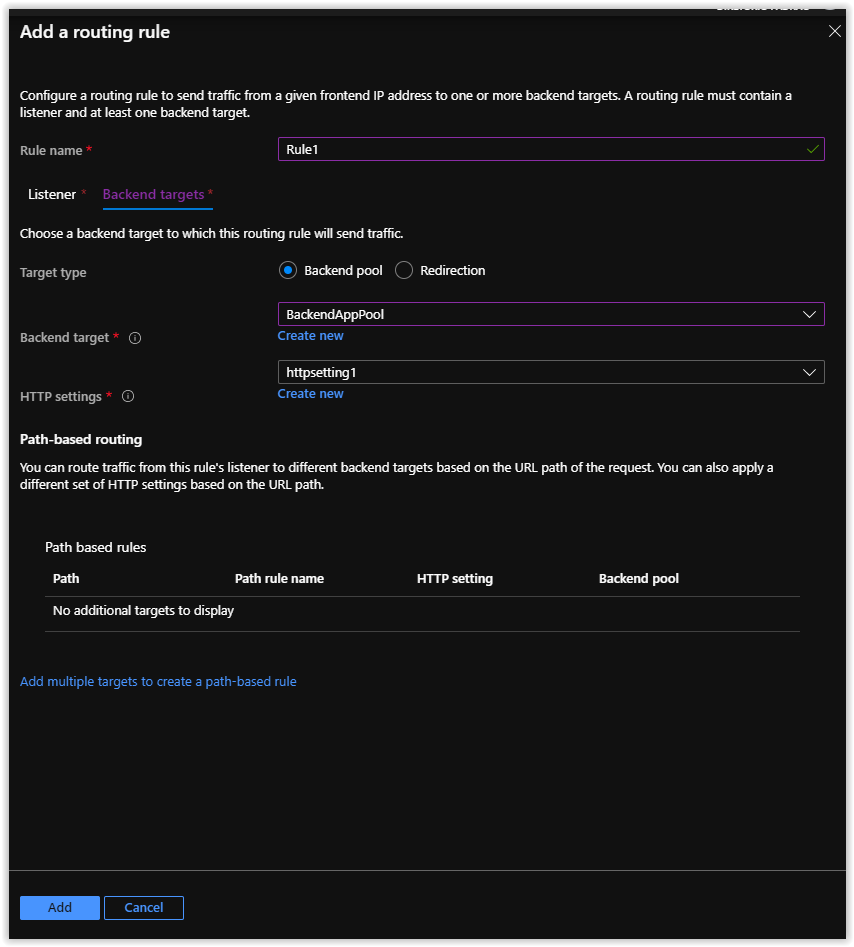 Add a routing rule
Configure a routing rule to send traffic from a given frontend IP address to one or more backend targets. A routing rule must contain a
listener and at least one backend target.
Rule name *
Rule1
Listener * Backend targets *
Choose a backend target to which this routing rule will send traffic.
Target type
Backend pool Redirection
BackendAppPool
Backend target *
Create new
httpsetting1
HTTP settings *
Create new
Path-based routing
You can route traffic from this rule's listener to different backend targets based on the URL path of the request. You can also apply a
different set of HTTP settings based on the URL path.
Path based rules
Path Path rule name HTTP setting Backend pool
No additional targets to display
Add multiple targets to create a path-based rule
Add Cancel